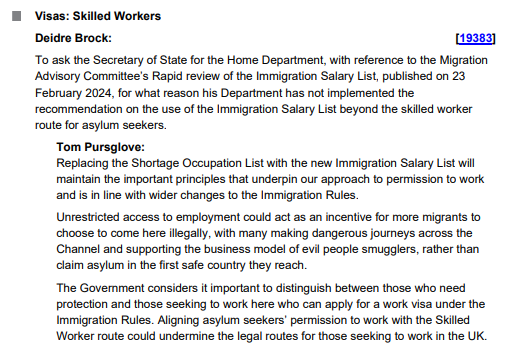 Visas: Skilled Workers
Deidre Brock: [19383]
To ask the Secretary of State for the Home Department, with reference to the Migration
Advisory Committee's Rapid review of the Immigration Salary List, published on 23
February 2024, for what reason his Department has not implemented the
recommendation on the use of the Immigration Salary List beyond the skilled worker
route for asylum seekers.
Tom Pursglove:
Replacing the Shortage Occupation List with the new Immigration Salary List will
maintain the important principles that underpin our approach to permission to work
and is in line with wider changes to the Immigration Rules.
Unrestricted access to employment could act as an incentive for more migrants to
choose to come here illegally, with many making dangerous journeys across the
Channel and supporting the business model of evil people smugglers, rather than
claim asylum in the first safe country they reach.
The Government considers it important to distinguish between those who need
protection and those seeking to work here who can apply for a work visa under the
Immigration Rules. Aligning asylum seekers' permission to work with the Skilled
Worker route could undermine the legal routes for those seeking to work in the UK.